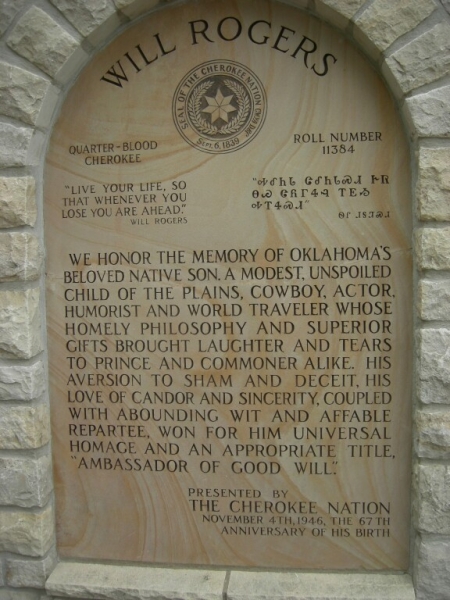 WILL ROGERS
SEAL OF THE CHEROKEE NATION
SEPT. 6, 1839
QUARTER-BLOOD
CHEROKEE
ROLL NUMBER
11384
"LIVE YOUR LIFE, SO
THAT WHENEVER YOU
LOSE YOU ARE AHEAD."
WILL ROGERS
WE HONOR THE MEMORY OF OKLAHOMA'S
BELOVED NATIVE SON. A MODEST, UNSPOILED
CHILD OF THE PLAINS, COWBOY, ACTOR,
HUMORIST AND WORLD TRAVELER WHOSE
HOMELY PHILOSOPHY AND SUPERIOR
GIFTS BROUGHT LAUGHTER AND TEARS
TO PRINCE AND COMMONER ALIKE. HIS
AVERSION TO SHAM AND DECEIT, HIS
LOVE OF CANDOR AND SINCERITY, COUPLED
WITH ABOUNDING WIT AND AFFABLE
REPARTEE, WON FOR HIM UNIVERSAL
HOMAGE AND AN APPROPRIATE TITLE,
"AMBASSADOR OF GOOD WILL."
PRESENTED BY
THE CHEROKEE NATION
NOVEMBER 4TH, 1946, THE 67TH
ANNIVERSARY OF HIS BIRTH